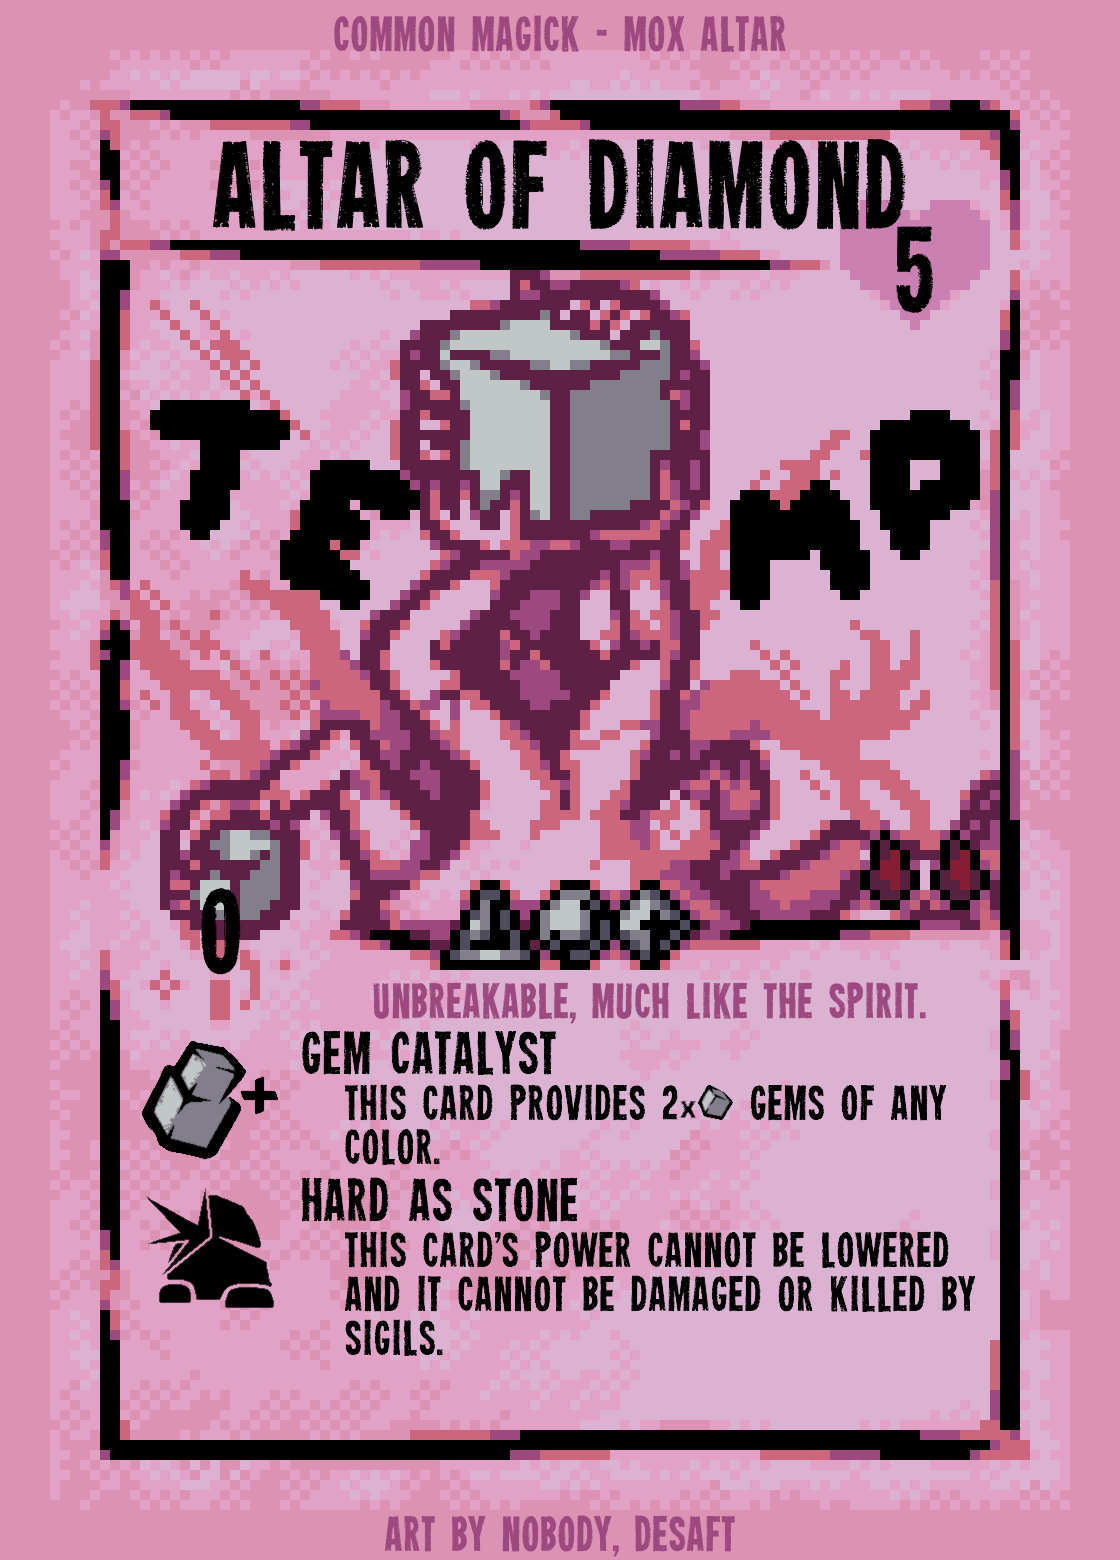 COMMON MAGICK - MOX ALTAR
ALTAR OF DIAMOND
5
TEMP
0
UNBREAKABLE, MUCH LIKE THE SPIRIT.
GEM CATALYST
THIS CARD PROVIDES 2x GEMS OF ANY
COLOR.
+
HARD AS STONE
THIS CARD'S POWER CANNOT BE LOWERED
AND IT CANNOT BE DAMAGED OR KILLED BY
SIGILS.
ART BY NOBODY, DESAFT